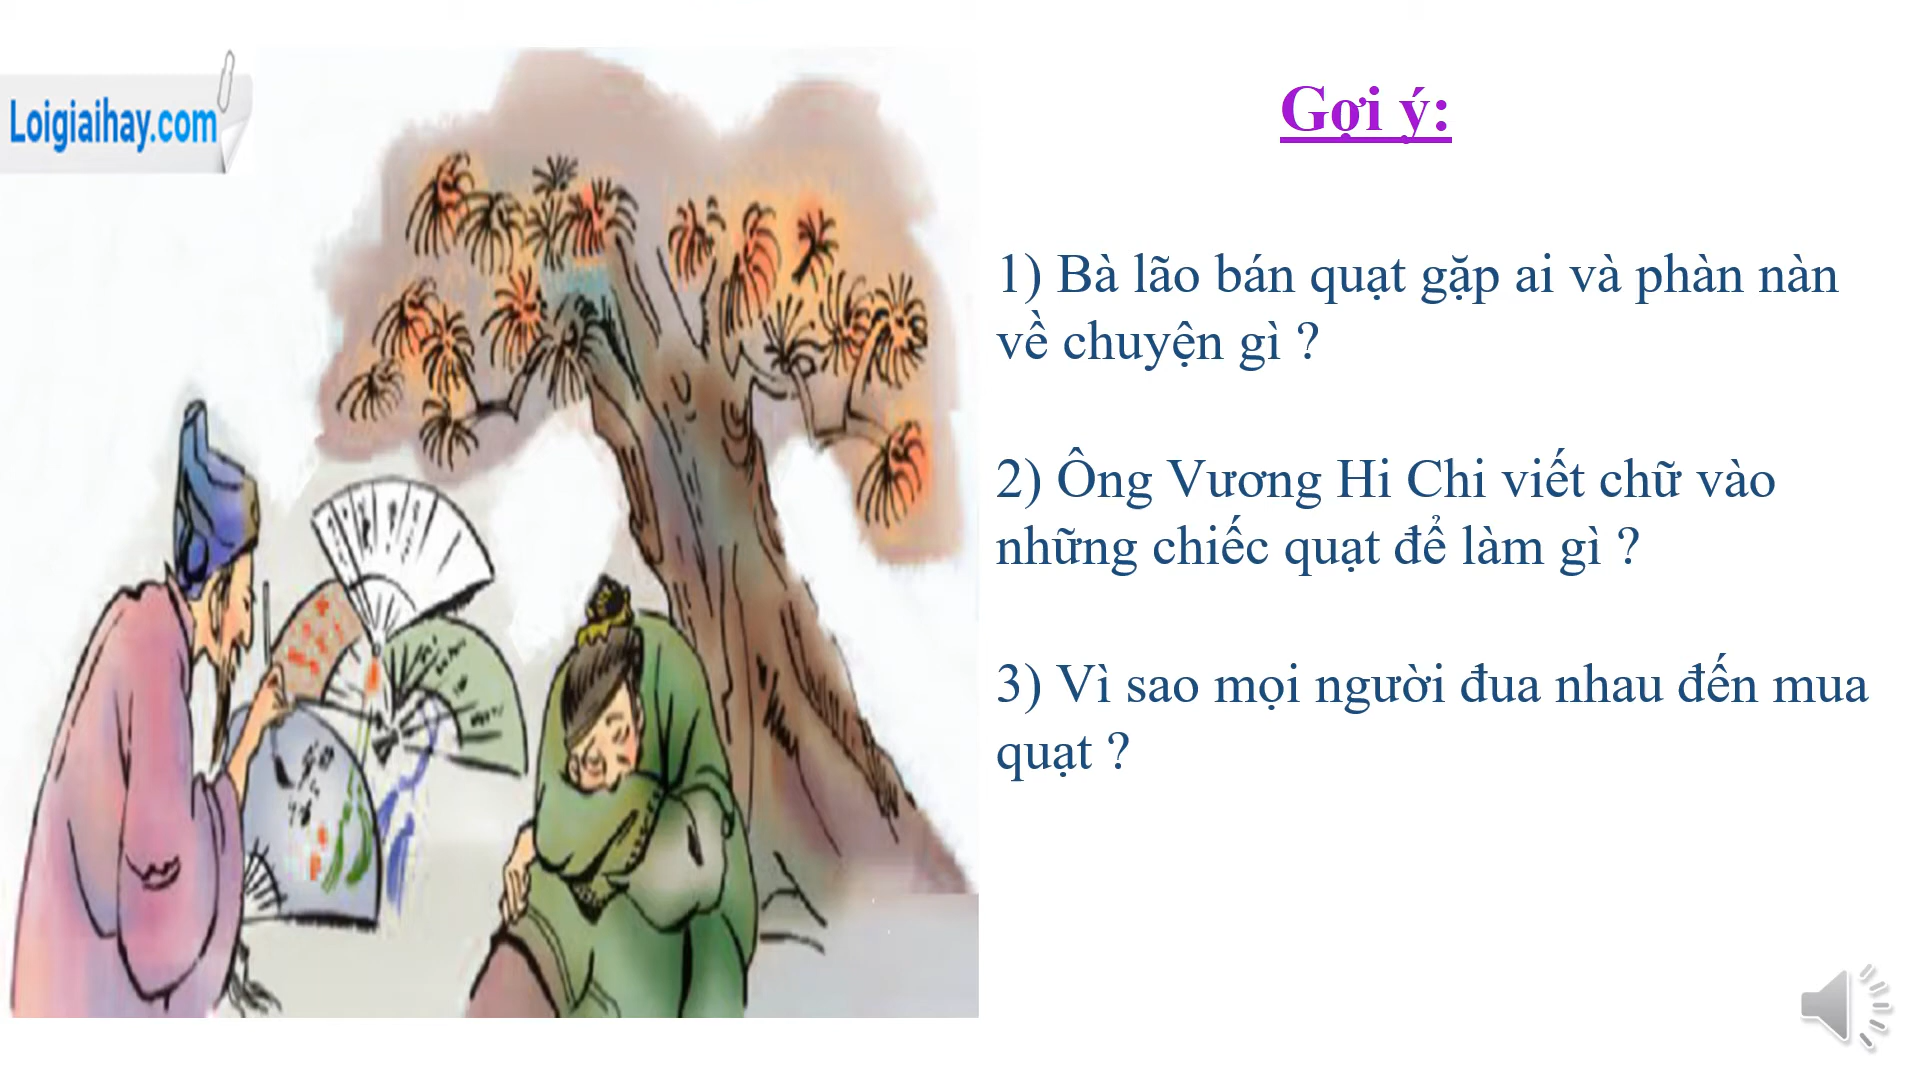 Loigiaihay.com
Gợi ý:
1) Bà lão bán quạt gặp ai và phàn nàn
về chuyện gì ?
2) Ông Vương Hi Chi viết chữ vào
những chiếc quạt để làm gì ?
3) Vì sao mọi người đua nhau đến mua
quạt ?